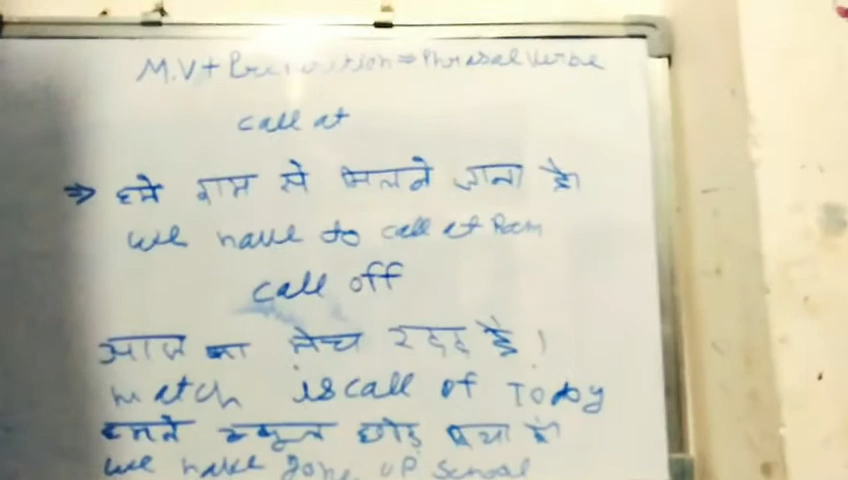 M.V + Preposition ⇒ Phrasal Verbe
call at
⇒ हमे राम से मिलने जाना है।
we have to call at Ram
call off
आज का मेच रदद है।
match is call of Today
हमने स्कूल छोड़ दिया है।
we have gone up school